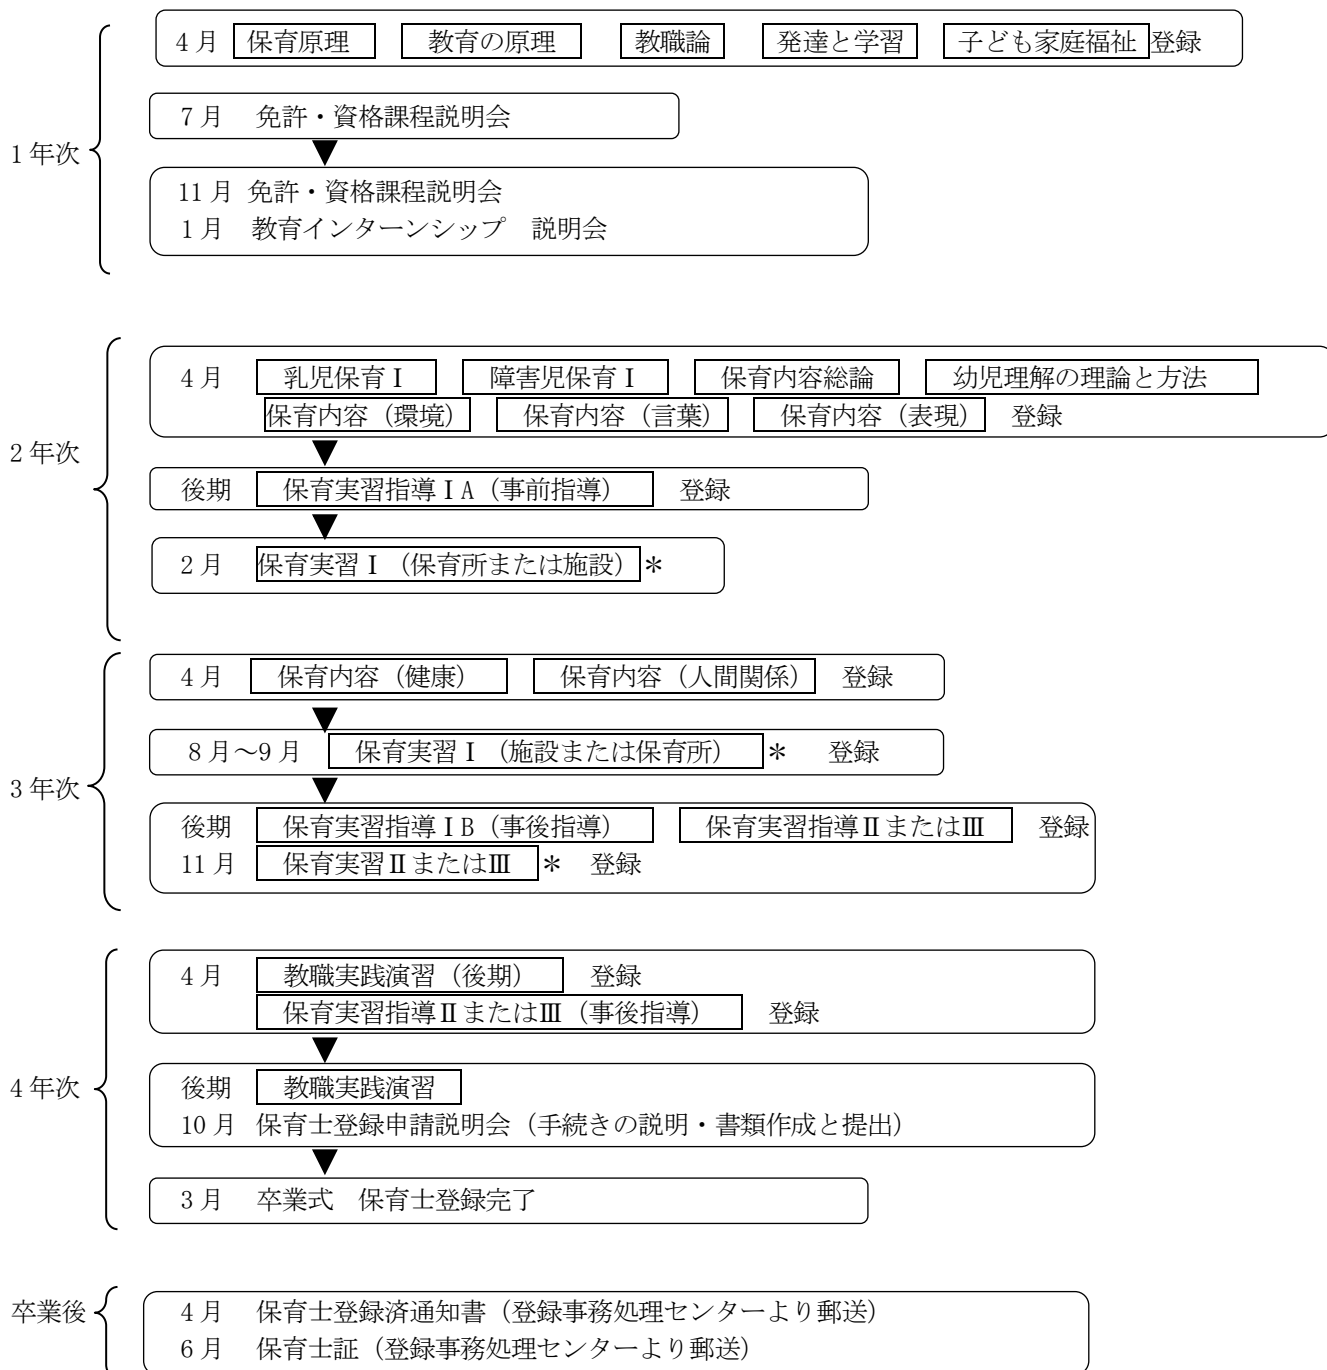 4月 保育原理 教育の原理 教職論 発達と学習 子ども家庭福祉 登録
7月 免許・資格課程説明会
1年次
11月 免許・資格課程説明会
1月 教育インターンシップ 説明会
4月 乳児保育Ⅰ 障害児保育Ⅰ 保育内容総論 幼児理解の理論と方法
保育内容（環境） 保育内容（言葉） 保育内容（表現） 登録
2年次
後期 保育実習指導ⅠA（事前指導） 登録
2月 保育実習Ⅰ（保育所または施設）＊
4月 保育内容（健康） 保育内容（人間関係） 登録
8月～9月 保育実習Ⅰ（施設または保育所）＊ 登録
3年次
後期 保育実習指導ⅠB（事後指導） 保育実習指導ⅡまたはⅢ 登録
11月 保育実習ⅡまたはⅢ＊ 登録
4月 教職実践演習（後期） 登録
保育実習指導ⅡまたはⅢ（事後指導） 登録
4年次
後期 教職実践演習
10月 保育士登録申請説明会（手続きの説明・書類作成と提出）
3月 卒業式 保育士登録完了
卒業後
4月 保育士登録済通知書（登録事務処理センターより郵送）
6月 保育士証（登録事務処理センターより郵送）